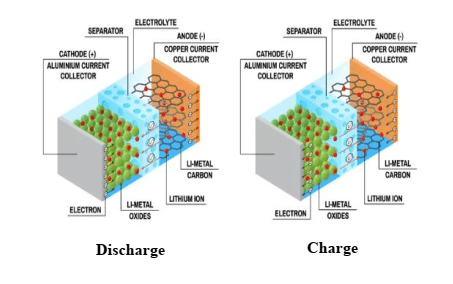 ELECTROLYTE
SEPARATOR
ANODE (-)
COPPER CURRENT
COLLECTOR
CATHODE (+)
ALUMINIUM CURRENT
COLLECTOR
LI-METAL
CARBON
LITHIUM ION
LI-METAL
OXIDES
ELECTRON
Discharge
ELECTROLYTE
SEPARATOR
ANODE (-)
COPPER CURRENT
COLLECTOR
CATHODE (+)
ALUMINIUM CURRENT
COLLECTOR
LI-METAL
CARBON
LITHIUM ION
LI-METAL
OXIDES
ELECTRON
Charge